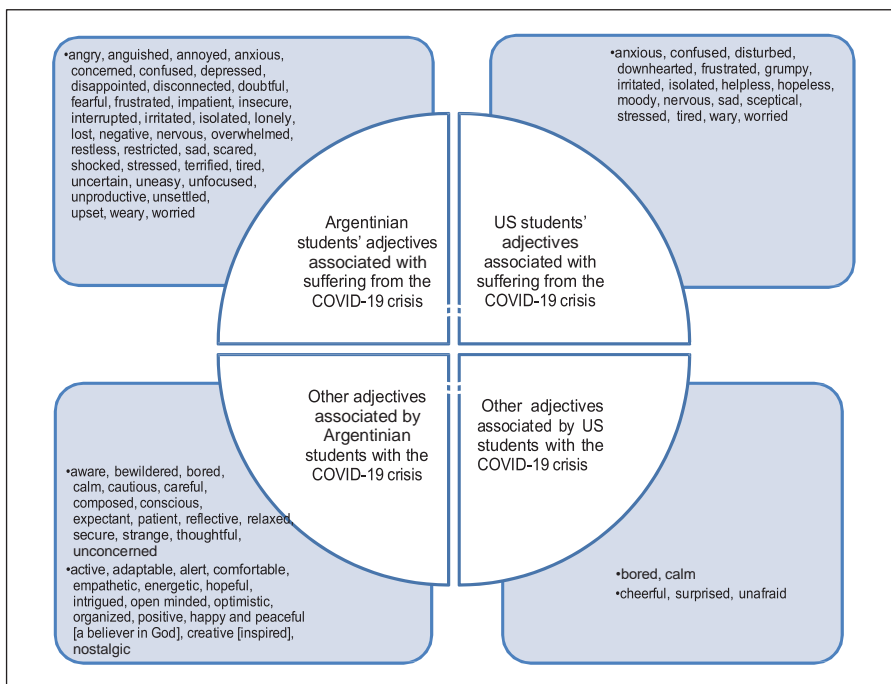 •angry, anguished, annoyed, anxious,
concerned, confused, depressed,
disappointed, disconnected, doubtful,
fearful, frustrated, impatient, insecure,
interrupted, irritated, isolated, lonely,
lost, negative, nervous, overwhelmed,
restless, restricted, sad, scared,
shocked, stressed, terrified, tired,
uncertain, uneasy, unfocused,
unproductive, unsettled,
upset, weary, worried
•anxious, confused, disturbed,
downhearted, frustrated, grumpy,
irritated, isolated, helpless, hopeless,
moody, nervous, sad, sceptical,
stressed, tired, wary, worried
Argentinian
students’ adjectives
associated with
suffering from the
COVID-19 crisis
US students’
adjectives
associated with
suffering from the
COVID-19 crisis
Other adjectives
associated by
Argentinian
students with the
COVID-19 crisis
Other adjectives
associated by US
students with the
COVID-19 crisis
•aware, bewildered, bored,
calm, cautious, careful,
composed, conscious,
expectant, patient, reflective, relaxed,
secure, strange, thoughtful,
unconcerned
•active, adaptable, alert, comfortable,
empathetic, energetic, hopeful,
intrigued, open minded, optimistic,
organized, positive, happy and peaceful
[a believer in God], creative [inspired],
nostalgic
•bored, calm
•cheerful, surprised, unafraid